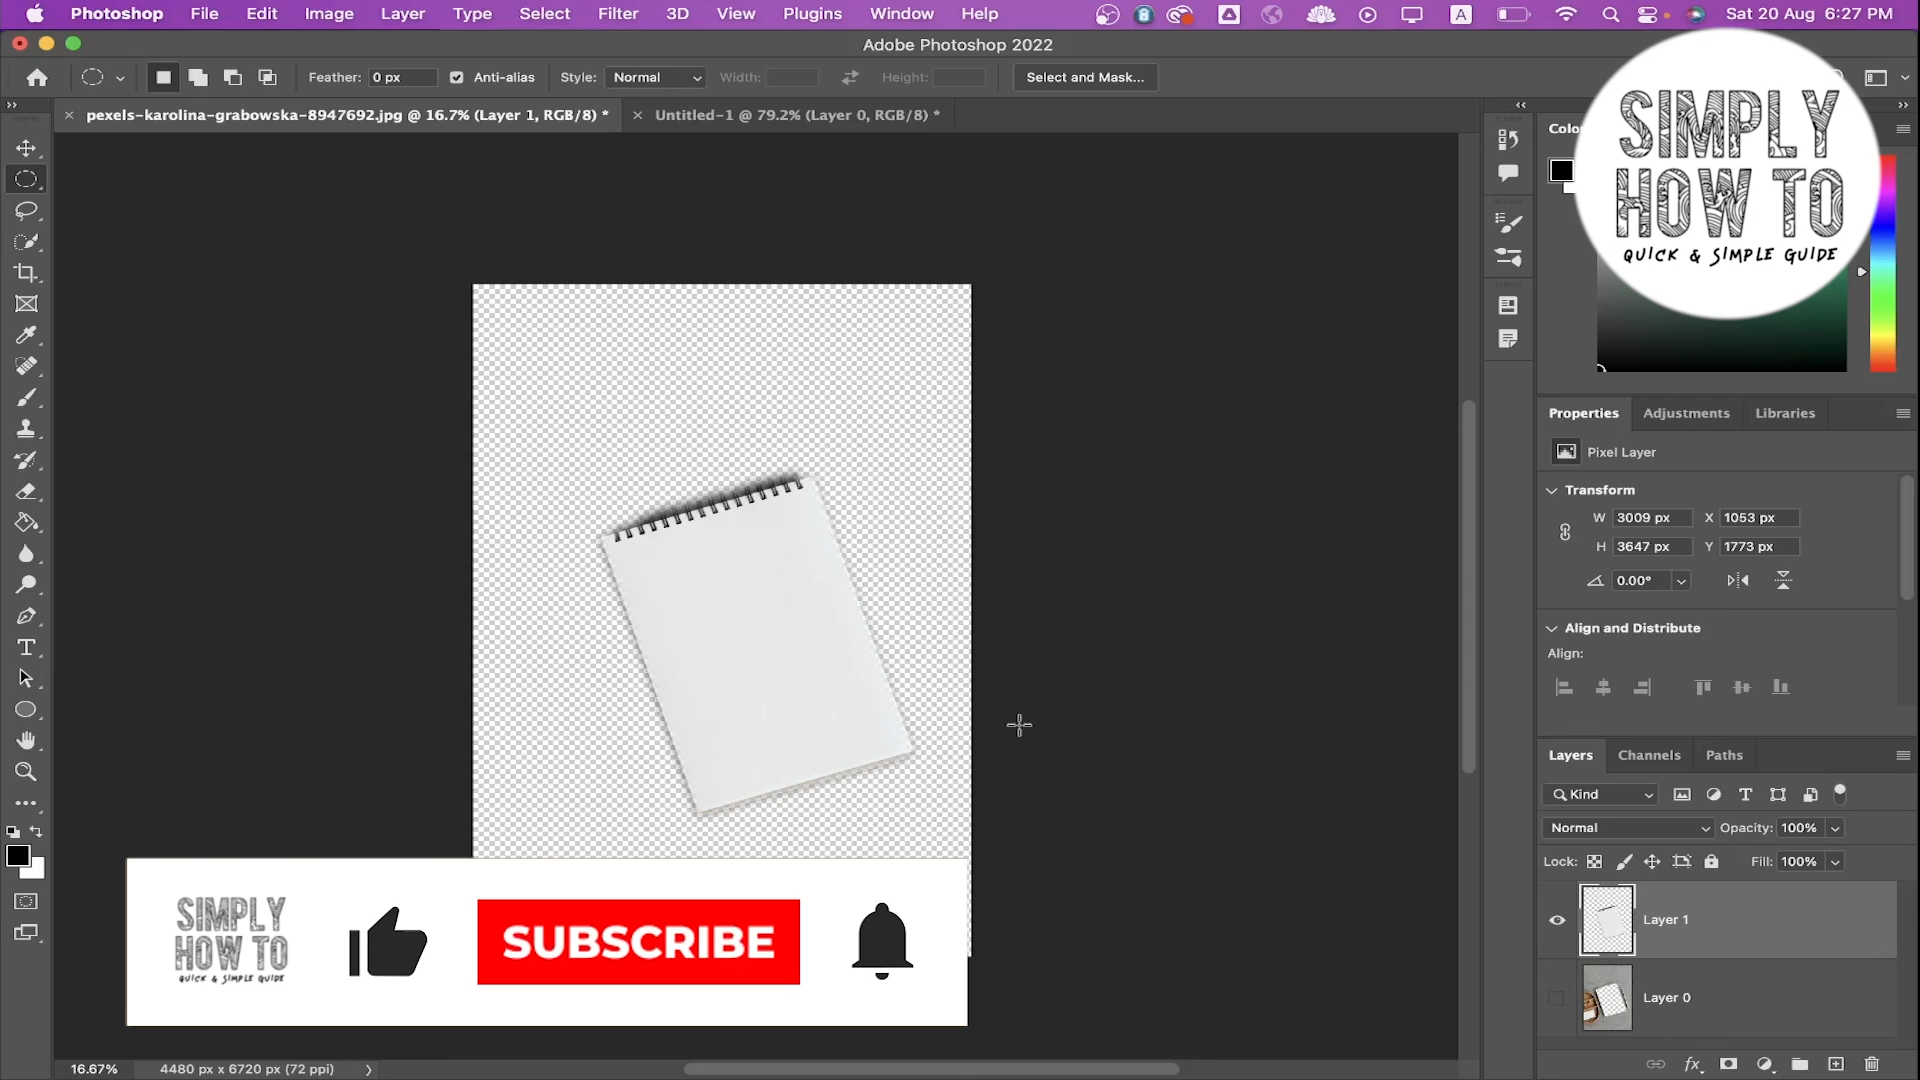 Photoshop File Edit Image Layer Type Select Filter 3D View Plugins Window Help A Sat 20 Aug 6:27 PM
Adobe Photoshop 2022
Feather: 0 px Anti-alias Style: Normal Width: Height: Select and Mask...
pexels-karolina-grabowska-8947692.jpg @ 16.7% (Layer 1, RGB/8) *
Untitled-1 @ 79.2% (Layer 0, RGB/8) *
SIMPLY
HOW TO
QUICK & SIMPLE GUIDE
Properties Adjustments Libraries
Pixel Layer
Transform
W 3009 px X 1053 px
H 3647 px Y 1773 px
0.00°
Align and Distribute
Align:
Layers Channels Paths
Kind
Normal Opacity: 100%
Lock: Fill: 100%
Layer 1
Layer 0
SIMPLY
HOW TO
QUICK & SIMPLE GUIDE
SUBSCRIBE
16.67% 4480 px x 6720 px (72 ppi)